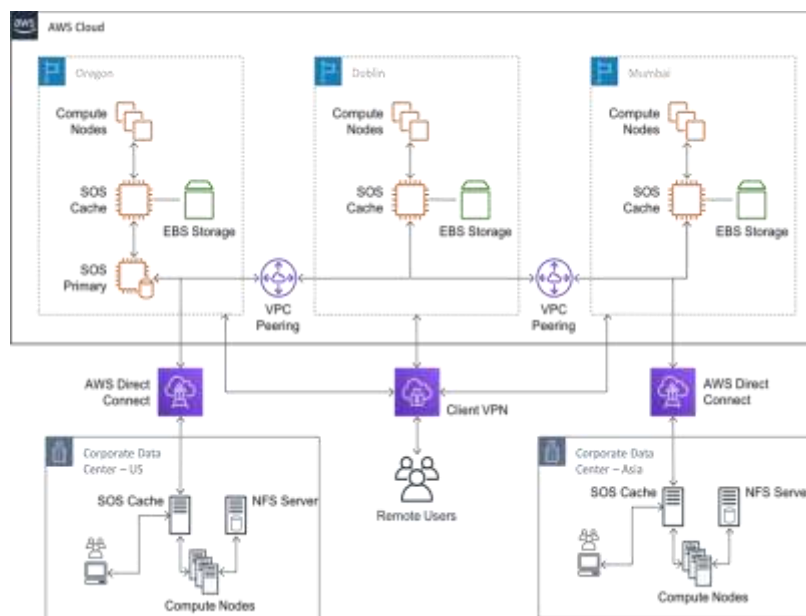 aws
AWS Cloud
Oregon
Dublin
Mumbai
Compute
Nodes
Compute
Nodes
Compute
Nodes
SOS
Cache
SOS
Cache
SOS
Cache
EBS Storage
EBS Storage
EBS Storage
SOS
Primary
VPC
Peering
VPC
Peering
AWS Direct
Connect
Client VPN
AWS Direct
Connect
Corporate Data
Center – US
SOS Cache
NFS Server
Compute Nodes
Remote Users
Corporate Data
Center – Asia
SOS Cache
NFS Server
Compute Nodes